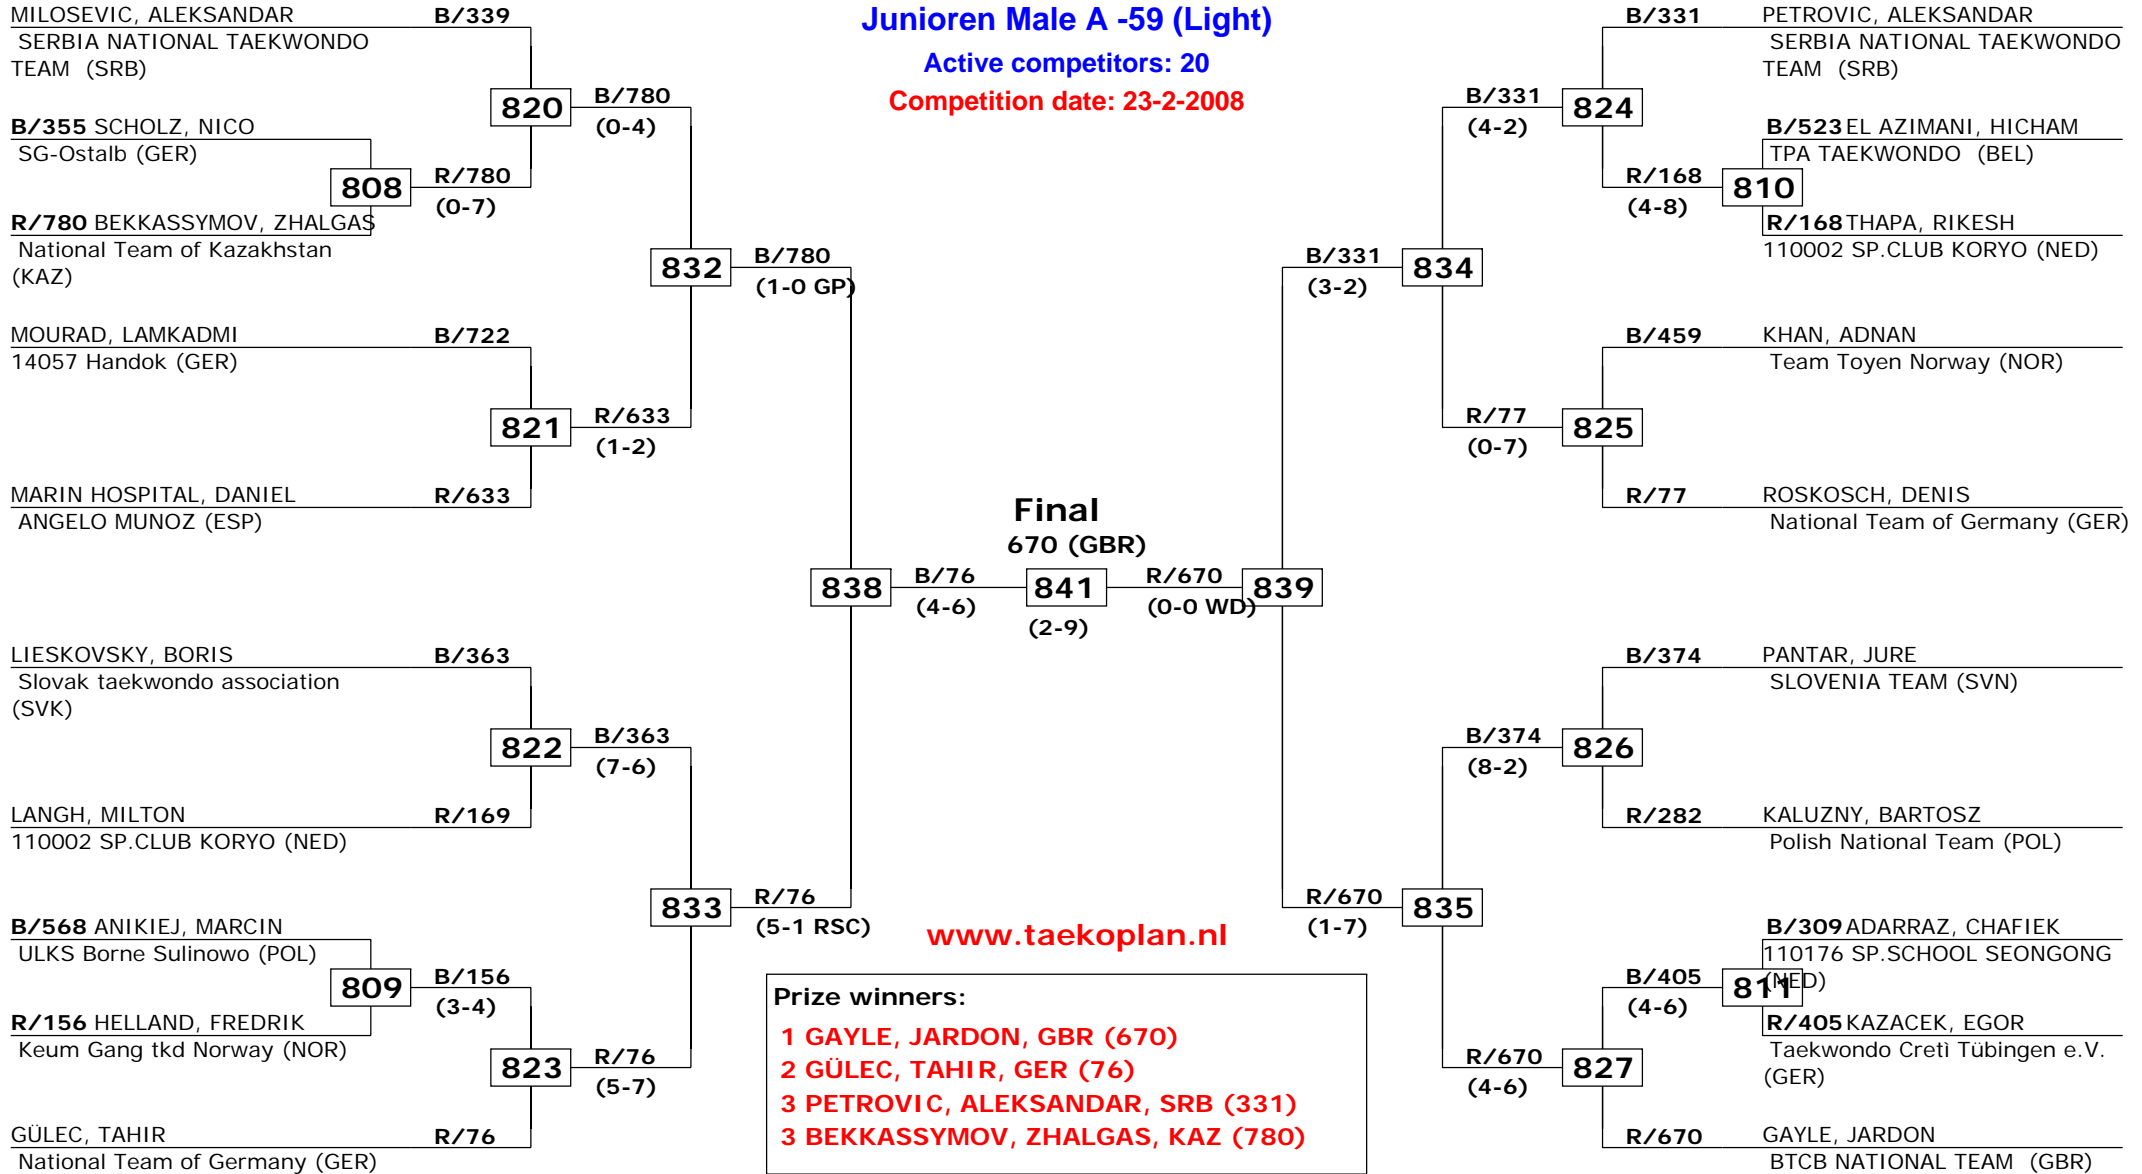 Junioren Male A -59 (Light)
Active competitors: 20
Competition date: 23-2-2008
MILOSEVIC, ALEKSANDAR B/339
SERBIA NATIONAL TAEKWONDO
TEAM (SRB)
820 B/780
(0-4)
B/355 SCHOLZ, NICO
SG-Ostalb (GER)
808 R/780
(0-7)
R/780 BEKKASSYMOV, ZHALGAS
National Team of Kazakhstan
(KAZ)
832 B/780
(1-0 GP)
MOURAD, LAMKADMI B/722
14057 Handok (GER)
821 R/633
(1-2)
MARIN HOSPITAL, DANIEL R/633
ANGELO MUNOZ (ESP)
838 B/76
(4-6)
LIESKOVSKY, BORIS B/363
Slovak taekwondo association
(SVK)
822 B/363
(7-6)
LANGH, MILTON R/169
110002 SP.CLUB KORYO (NED)
833 R/76
(5-1 RSC)
B/568 ANIKIEJ, MARCIN
ULKS Borne Sulinowo (POL)
809 B/156
(3-4)
R/156 HELLAND, FREDRIK
Keum Gang tkd Norway (NOR)
823 R/76
(5-7)
GÜLEC, TAHIR R/76
National Team of Germany (GER)
Final
670 (GBR)
841
(2-9)
R/670 839
(0-0 WD)
B/331 PETROVIC, ALEKSANDAR
SERBIA NATIONAL TAEKWONDO
TEAM (SRB)
B/331 824
(4-2)
B/523 EL AZIMANI, HICHAM
TPA TAEKWONDO (BEL)
R/168 810
(4-8)
R/168 THAPA, RIKESH
110002 SP.CLUB KORYO (NED)
B/331 834
(3-2)
B/459 KHAN, ADNAN
Team Toyen Norway (NOR)
R/77 825
(0-7)
R/77 ROSKOSCH, DENIS
National Team of Germany (GER)
B/374 PANTAR, JURE
SLOVENIA TEAM (SVN)
B/374 826
(8-2)
R/282 KALUZNY, BARTOSZ
Polish National Team (POL)
R/670 835
(1-7)
B/309 ADARRAZ, CHAFIEK
110176 SP.SCHOOL SEONGONG
(NED)
B/405 811
(4-6)
R/405 KAZACEK, EGOR
Taekwondo Cretì Tübingen e.V.
(GER)
R/670 827
(4-6)
R/670 GAYLE, JARDON
BTCB NATIONAL TEAM (GBR)
www.taekoplan.nl
Prize winners:
1 GAYLE, JARDON, GBR (670)
2 GÜLEC, TAHIR, GER (76)
3 PETROVIC, ALEKSANDAR, SRB (331)
3 BEKKASSYMOV, ZHALGAS, KAZ (780)